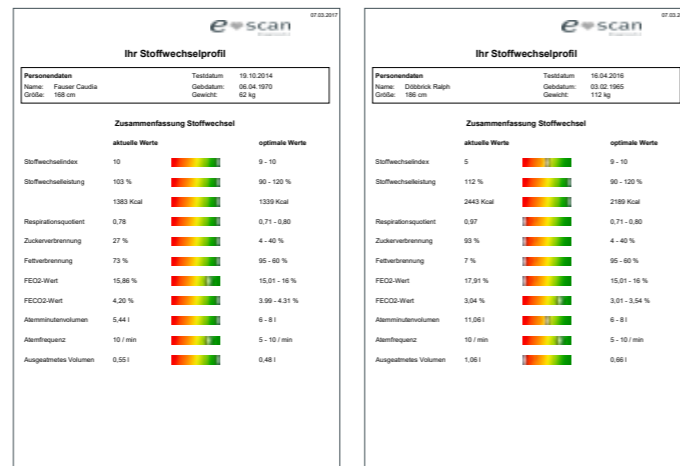 07.03.2017
e scan
Ihr Stoffwechselprofil
Personendaten Testdatum 19.10.2014
Name: Fauser Caudia Gebdatum: 06.04.1970
Größe: 168 cm Gewicht: 62 kg
Zusammenfassung Stoffwechsel
aktuelle Werte optimale Werte
Stoffwechselindex 10 9 - 10
Stoffwechselleistung 103 % 90 - 120 %
1383 Kcal 1339 Kcal
Respirationsquotient 0,78 0,71 - 0,80
Zuckerverbrennung 27 % 4 - 40 %
Fettverbrennung 73 % 95 - 60 %
FEO2-Wert 15,86 % 15,01 - 16 %
FECO2-Wert 4,20 % 3.99 - 4.31 %
Atemminutenvolumen 5,44 l 6 - 8 l
Atemfrequenz 10 / min 5 - 10 / min
Ausgeatmetes Volumen 0,55 l 0,48 l
07.03.2
e scan
Ihr Stoffwechselprofil
Personendaten Testdatum 16.04.2016
Name: Döbbrick Ralph Gebdatum: 03.02.1965
Größe: 186 cm Gewicht: 112 kg
Zusammenfassung Stoffwechsel
aktuelle Werte optimale Werte
Stoffwechselindex 5 9 - 10
Stoffwechselleistung 112 % 90 - 120 %
2443 Kcal 2189 Kcal
Respirationsquotient 0,97 0,71 - 0,80
Zuckerverbrennung 93 % 4 - 40 %
Fettverbrennung 7 % 95 - 60 %
FEO2-Wert 17,91 % 15,01 - 16 %
FECO2-Wert 3,04 % 3,01 - 3,54 %
Atemminutenvolumen 11,06 l 6 - 8 l
Atemfrequenz 10 / min 5 - 10 / min
Ausgeatmetes Volumen 1,06 l 0,66 l